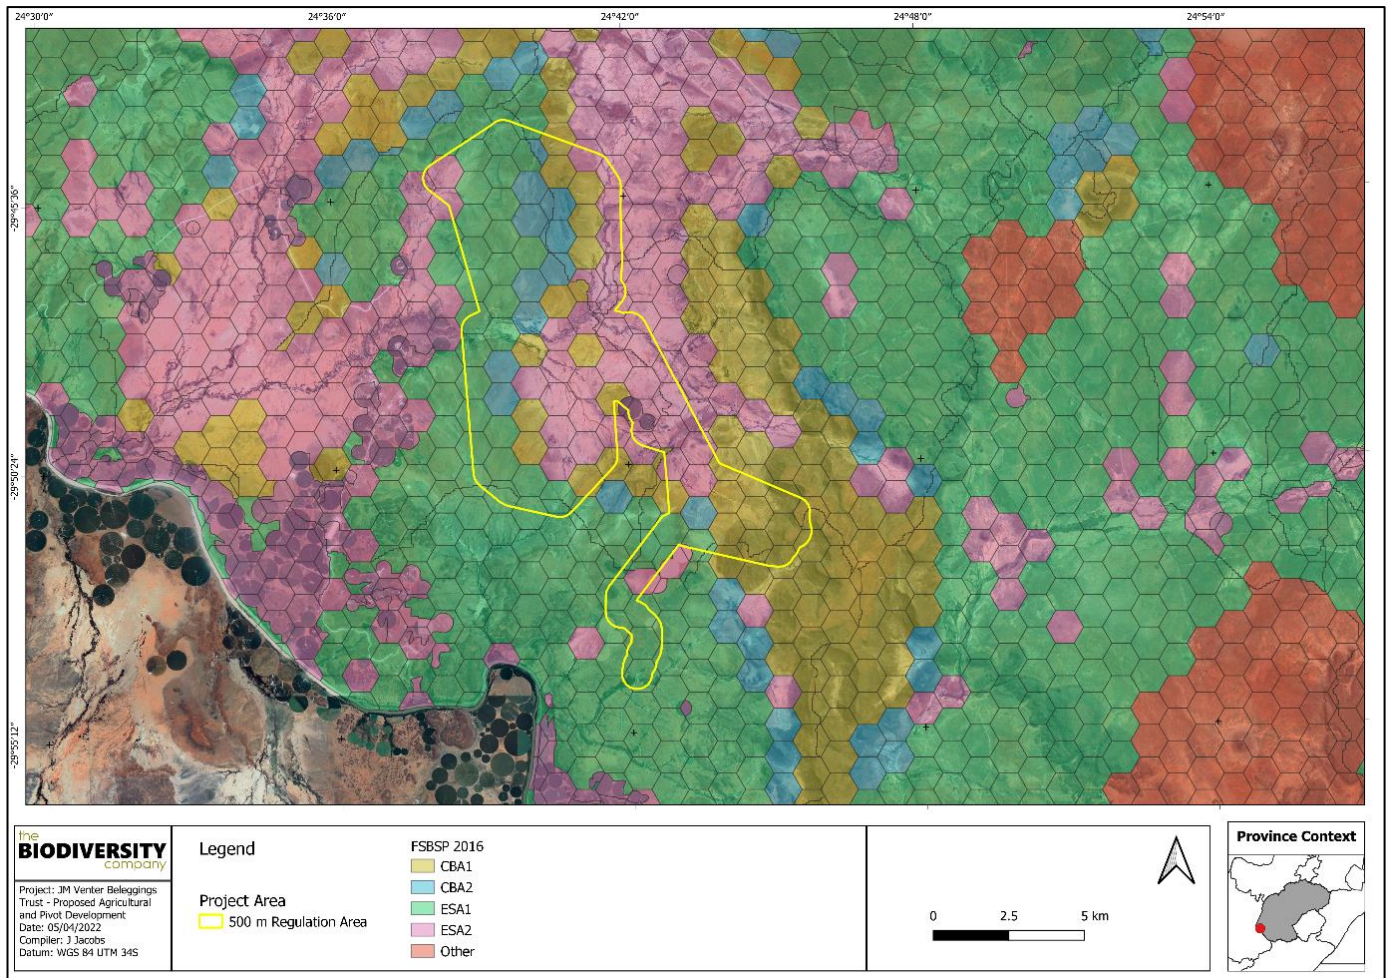 24°30'0"
24°36'0"
24°42'0"
24°48'0"
24°54'0"
-29°45'36"
-29°50'24"
-29°55'12"
the
BIODIVERSITY
company
Project: JM Venter Beleggings
Trust - Proposed Agricultural
and Pivot Development
Date: 05/04/2022
Compiler: J Jacobs
Datum: WGS 84 UTM 34S
Legend
Project Area
500 m Regulation Area
FSBSP 2016
CBA1
CBA2
ESA1
ESA2
Other
0 2.5 5 km
Province Context